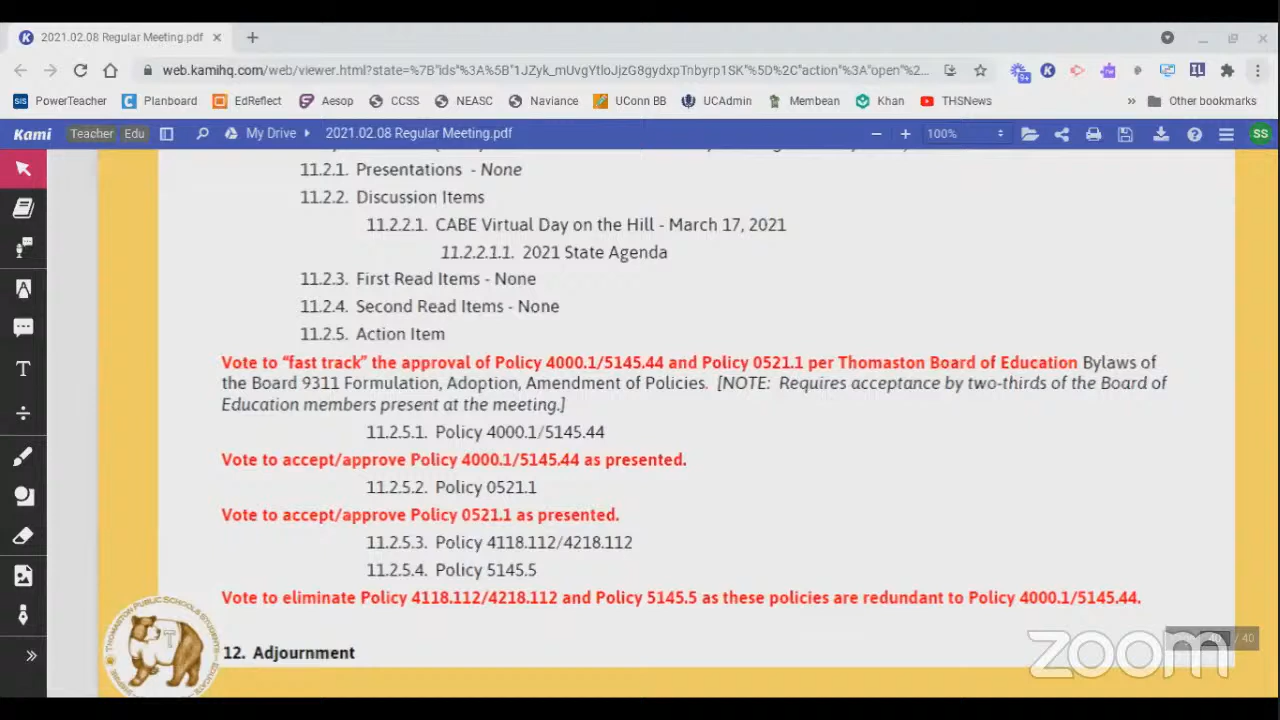 2021.02.08 Regular Meeting.pdf
web.kamihq.com/web/viewer.html?state=%7B"ids"%3A%5B"1JZyk_mUvgYtloJjzG8gydxpTnbyrp1SK"%5D%2C"action"%3A"open"%2...
PowerTeacher Planboard EdReflect Aesop CCSS NEASC Naviance UConn BB UCAdmin Membean Khan THSNews » Other bookmarks
Kami Teacher Edu My Drive 2021.02.08 Regular Meeting.pdf 100% SS
11.2.1. Presentations - None
11.2.2. Discussion Items
11.2.2.1. CABE Virtual Day on the Hill - March 17, 2021
11.2.2.1.1. 2021 State Agenda
11.2.3. First Read Items - None
11.2.4. Second Read Items - None
11.2.5. Action Item
Vote to “fast track” the approval of Policy 4000.1/5145.44 and Policy 0521.1 per Thomaston Board of Education Bylaws of
the Board 9311 Formulation, Adoption, Amendment of Policies. [NOTE: Requires acceptance by two-thirds of the Board of
Education members present at the meeting.]
11.2.5.1. Policy 4000.1/5145.44
Vote to accept/approve Policy 4000.1/5145.44 as presented.
11.2.5.2. Policy 0521.1
Vote to accept/approve Policy 0521.1 as presented.
11.2.5.3. Policy 4118.112/4218.112
11.2.5.4. Policy 5145.5
Vote to eliminate Policy 4118.112/4218.112 and Policy 5145.5 as these policies are redundant to Policy 4000.1/5145.44.
12. Adjournment
40 / 40
zoom